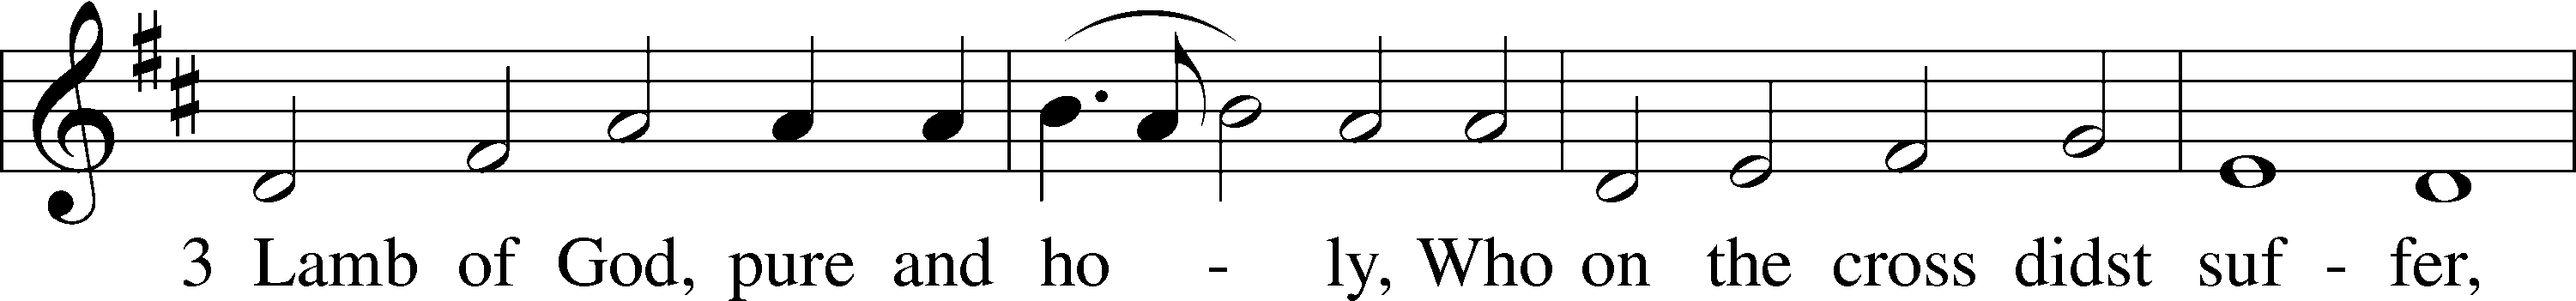 3 Lamb of God, pure and ho - ly, Who on the cross didst suf - fer,